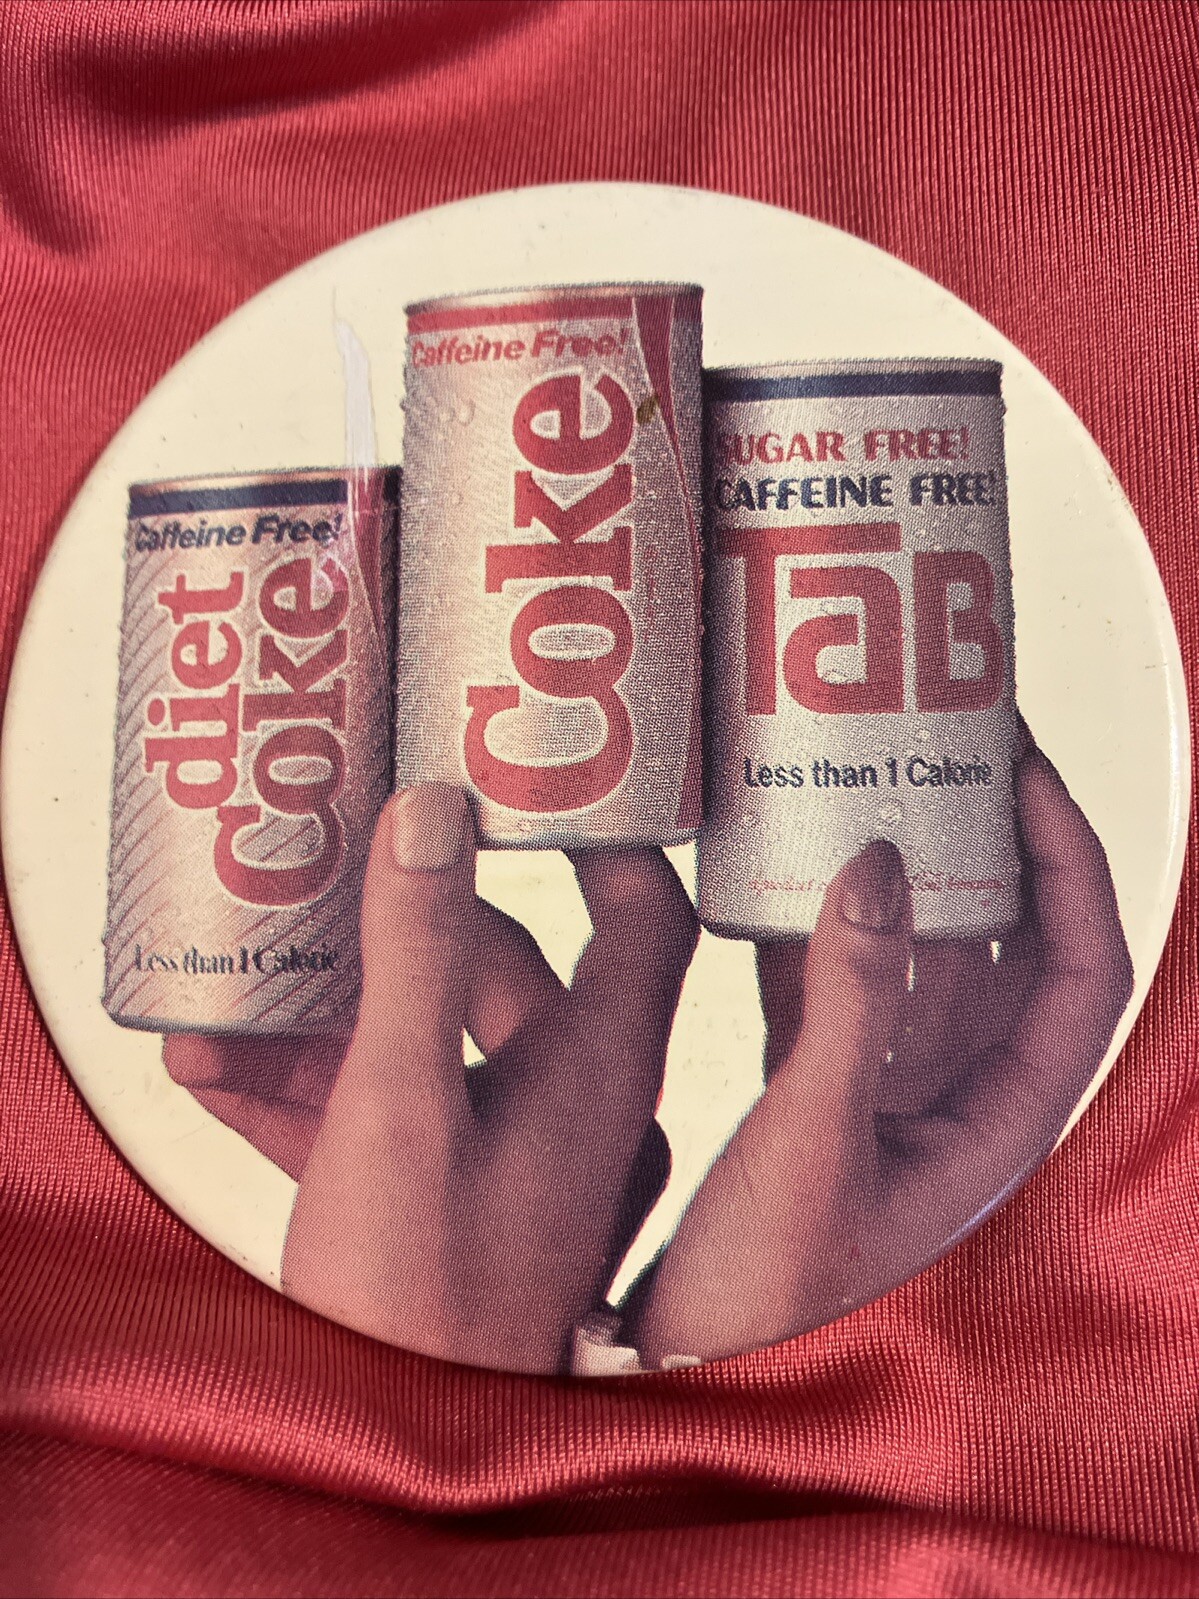 Caffeine Free!
diet
Coke
Less than 1 Calorie
Caffeine Free!
Coke
SUGAR FREE!
CAFFEINE FREE!
TaB
Less than 1 Calorie